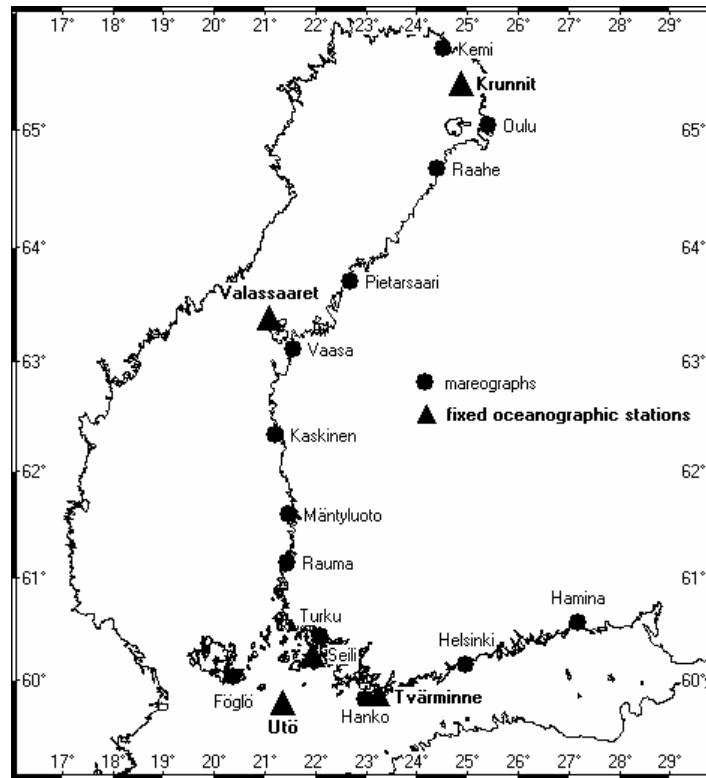 17° 18° 19° 20° 21° 22° 23° 24° 25° 26° 27° 28° 29°
Kemi
Krunnit
65° Oulu 65°
Raahe
64° 64°
Pietarsaari
Valassaaret
Vaasa
63° 63°
mareographs
fixed oceanographic stations
Kaskinen
62° 62°
Mäntyluoto
Rauma
61° 61°
Hamina
Turku
Helsinki
Seili
60° 60°
Föglö
Tvärminne
Hanko
Utö
17° 18° 19° 20° 21° 22° 23° 24° 25° 26° 27° 28° 29°